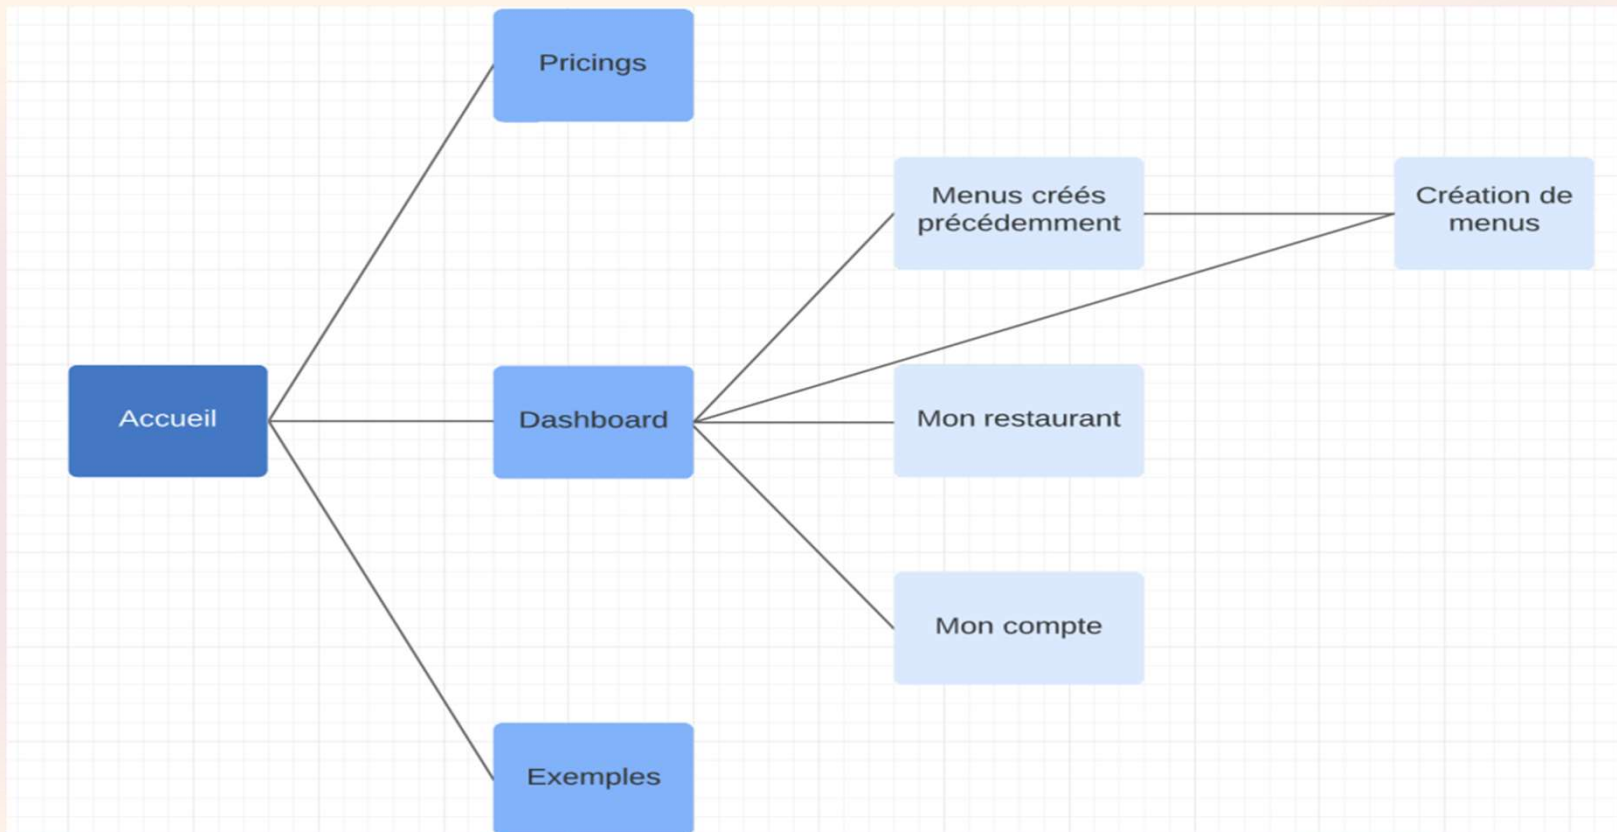 Pricings
Menus créés
précédemment
Création de
menus
Accueil
Dashboard
Mon restaurant
Mon compte
Exemples